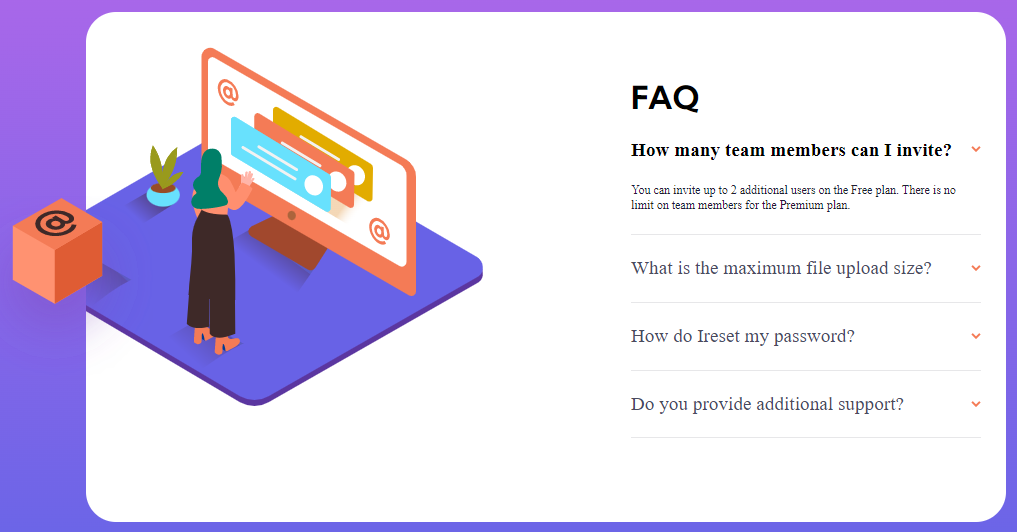 @
@
@
FAQ
How many team members can I invite?
You can invite up to 2 additional users on the Free plan. There is no
limit on team members for the Premium plan.
What is the maximum file upload size?
How do Ireset my password?
Do you provide additional support?